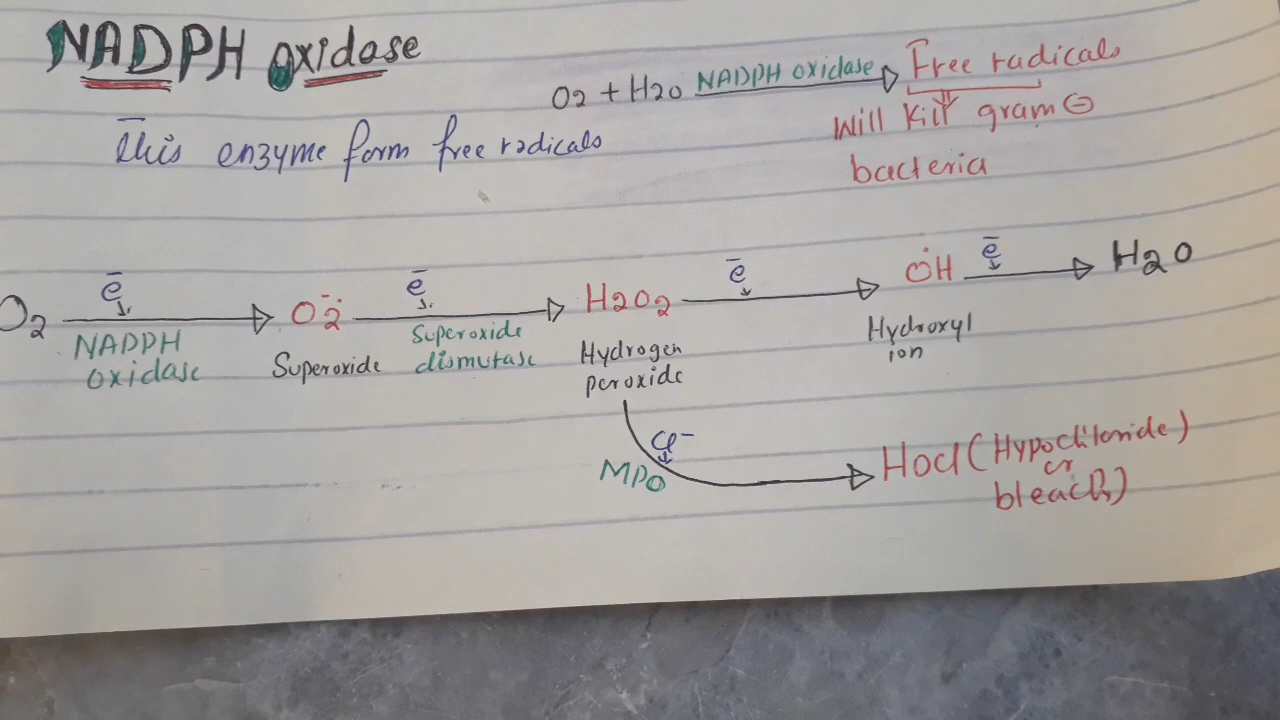 NADPH oxidase
O2 + H2O NADPH oxidase Free radicals
Will kill gram ⊖
bacteria
This enzyme form free radicals
O2 e⁻ O2⁻̇ e⁻ H2O2 e⁻ ȮH e⁻ H2O
NADPH oxidase
Superoxide
Superoxide dismutase
Hydrogen peroxide
Hydroxyl ion
Cl⁻
MPO
HOCl (Hypochloride)
or
bleach)